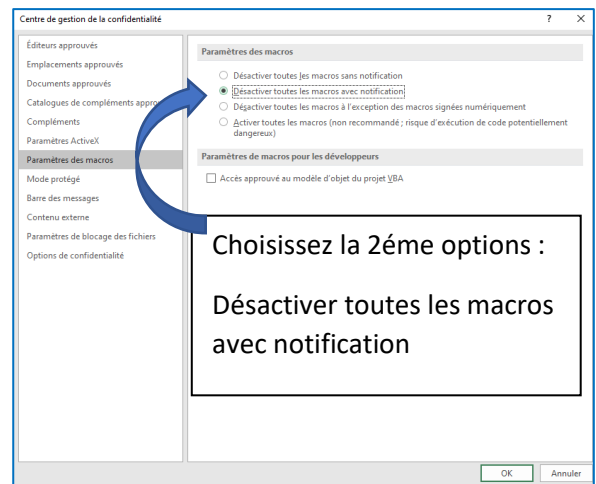 Centre de gestion de la confidentialité
?
×
Éditeurs approuvés
Emplacements approuvés
Documents approuvés
Catalogues de compléments
Compléments
Paramètres ActiveX
Paramètres des macros
Mode protégé
Barre des messages
Contenu externe
Paramètres de blocage des fichiers
Options de confidentialité
Paramètres des macros
Désactiver toutes les macros sans notification
Désactiver toutes les macros avec notification
Désactiver toutes les macros à l'exception des macros signées numériquement
Activer toutes les macros (non recommandé ; risque d'exécution de code potentiellement
dangereux)
Paramètres de macros pour les développeurs
Accès approuvé au modèle d'objet du projet VBA
Choisissez la 2éme options :
Désactiver toutes les macros
avec notification
OK
Annuler